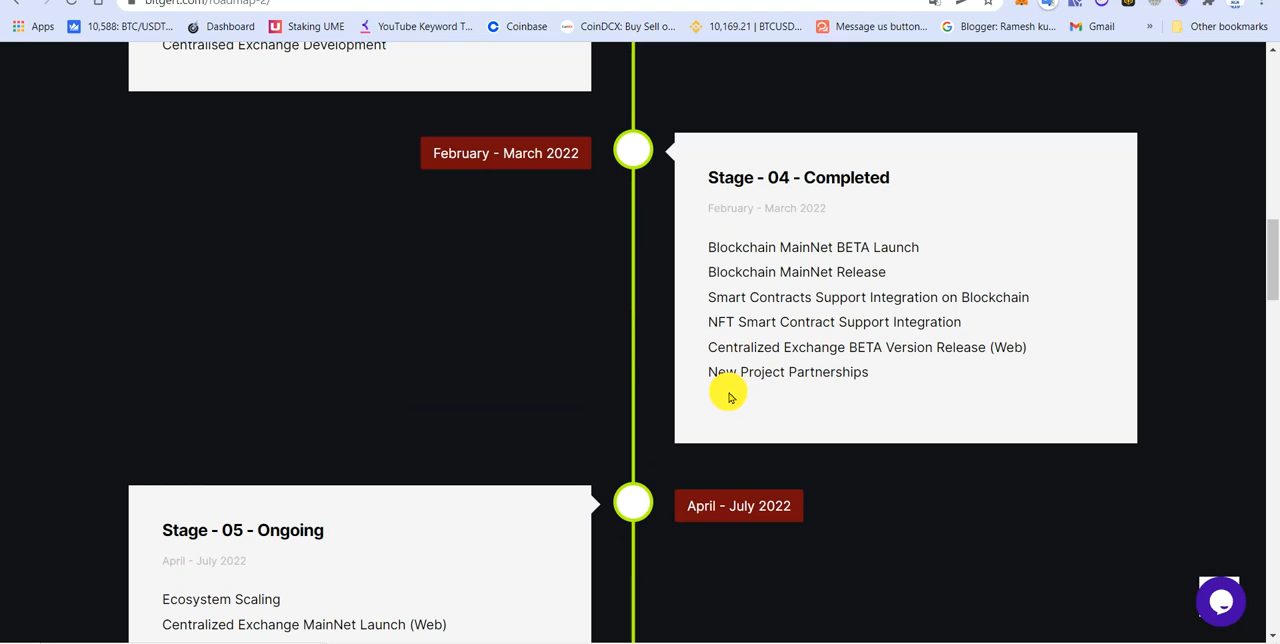 bitgert.com/roadmap-2/
Apps
10,588: BTC/USDT...
Dashboard
Staking UME
YouTube Keyword T...
Coinbase
CoinDCX: Buy Sell o...
10,169.21 | BTCUSD...
Message us button...
Blogger: Ramesh ku...
Gmail
»
Other bookmarks
Centralised Exchange Development
February - March 2022
Stage - 04 - Completed
February - March 2022
Blockchain MainNet BETA Launch
Blockchain MainNet Release
Smart Contracts Support Integration on Blockchain
NFT Smart Contract Support Integration
Centralized Exchange BETA Version Release (Web)
New Project Partnerships
April - July 2022
Stage - 05 - Ongoing
April - July 2022
Ecosystem Scaling
Centralized Exchange MainNet Launch (Web)